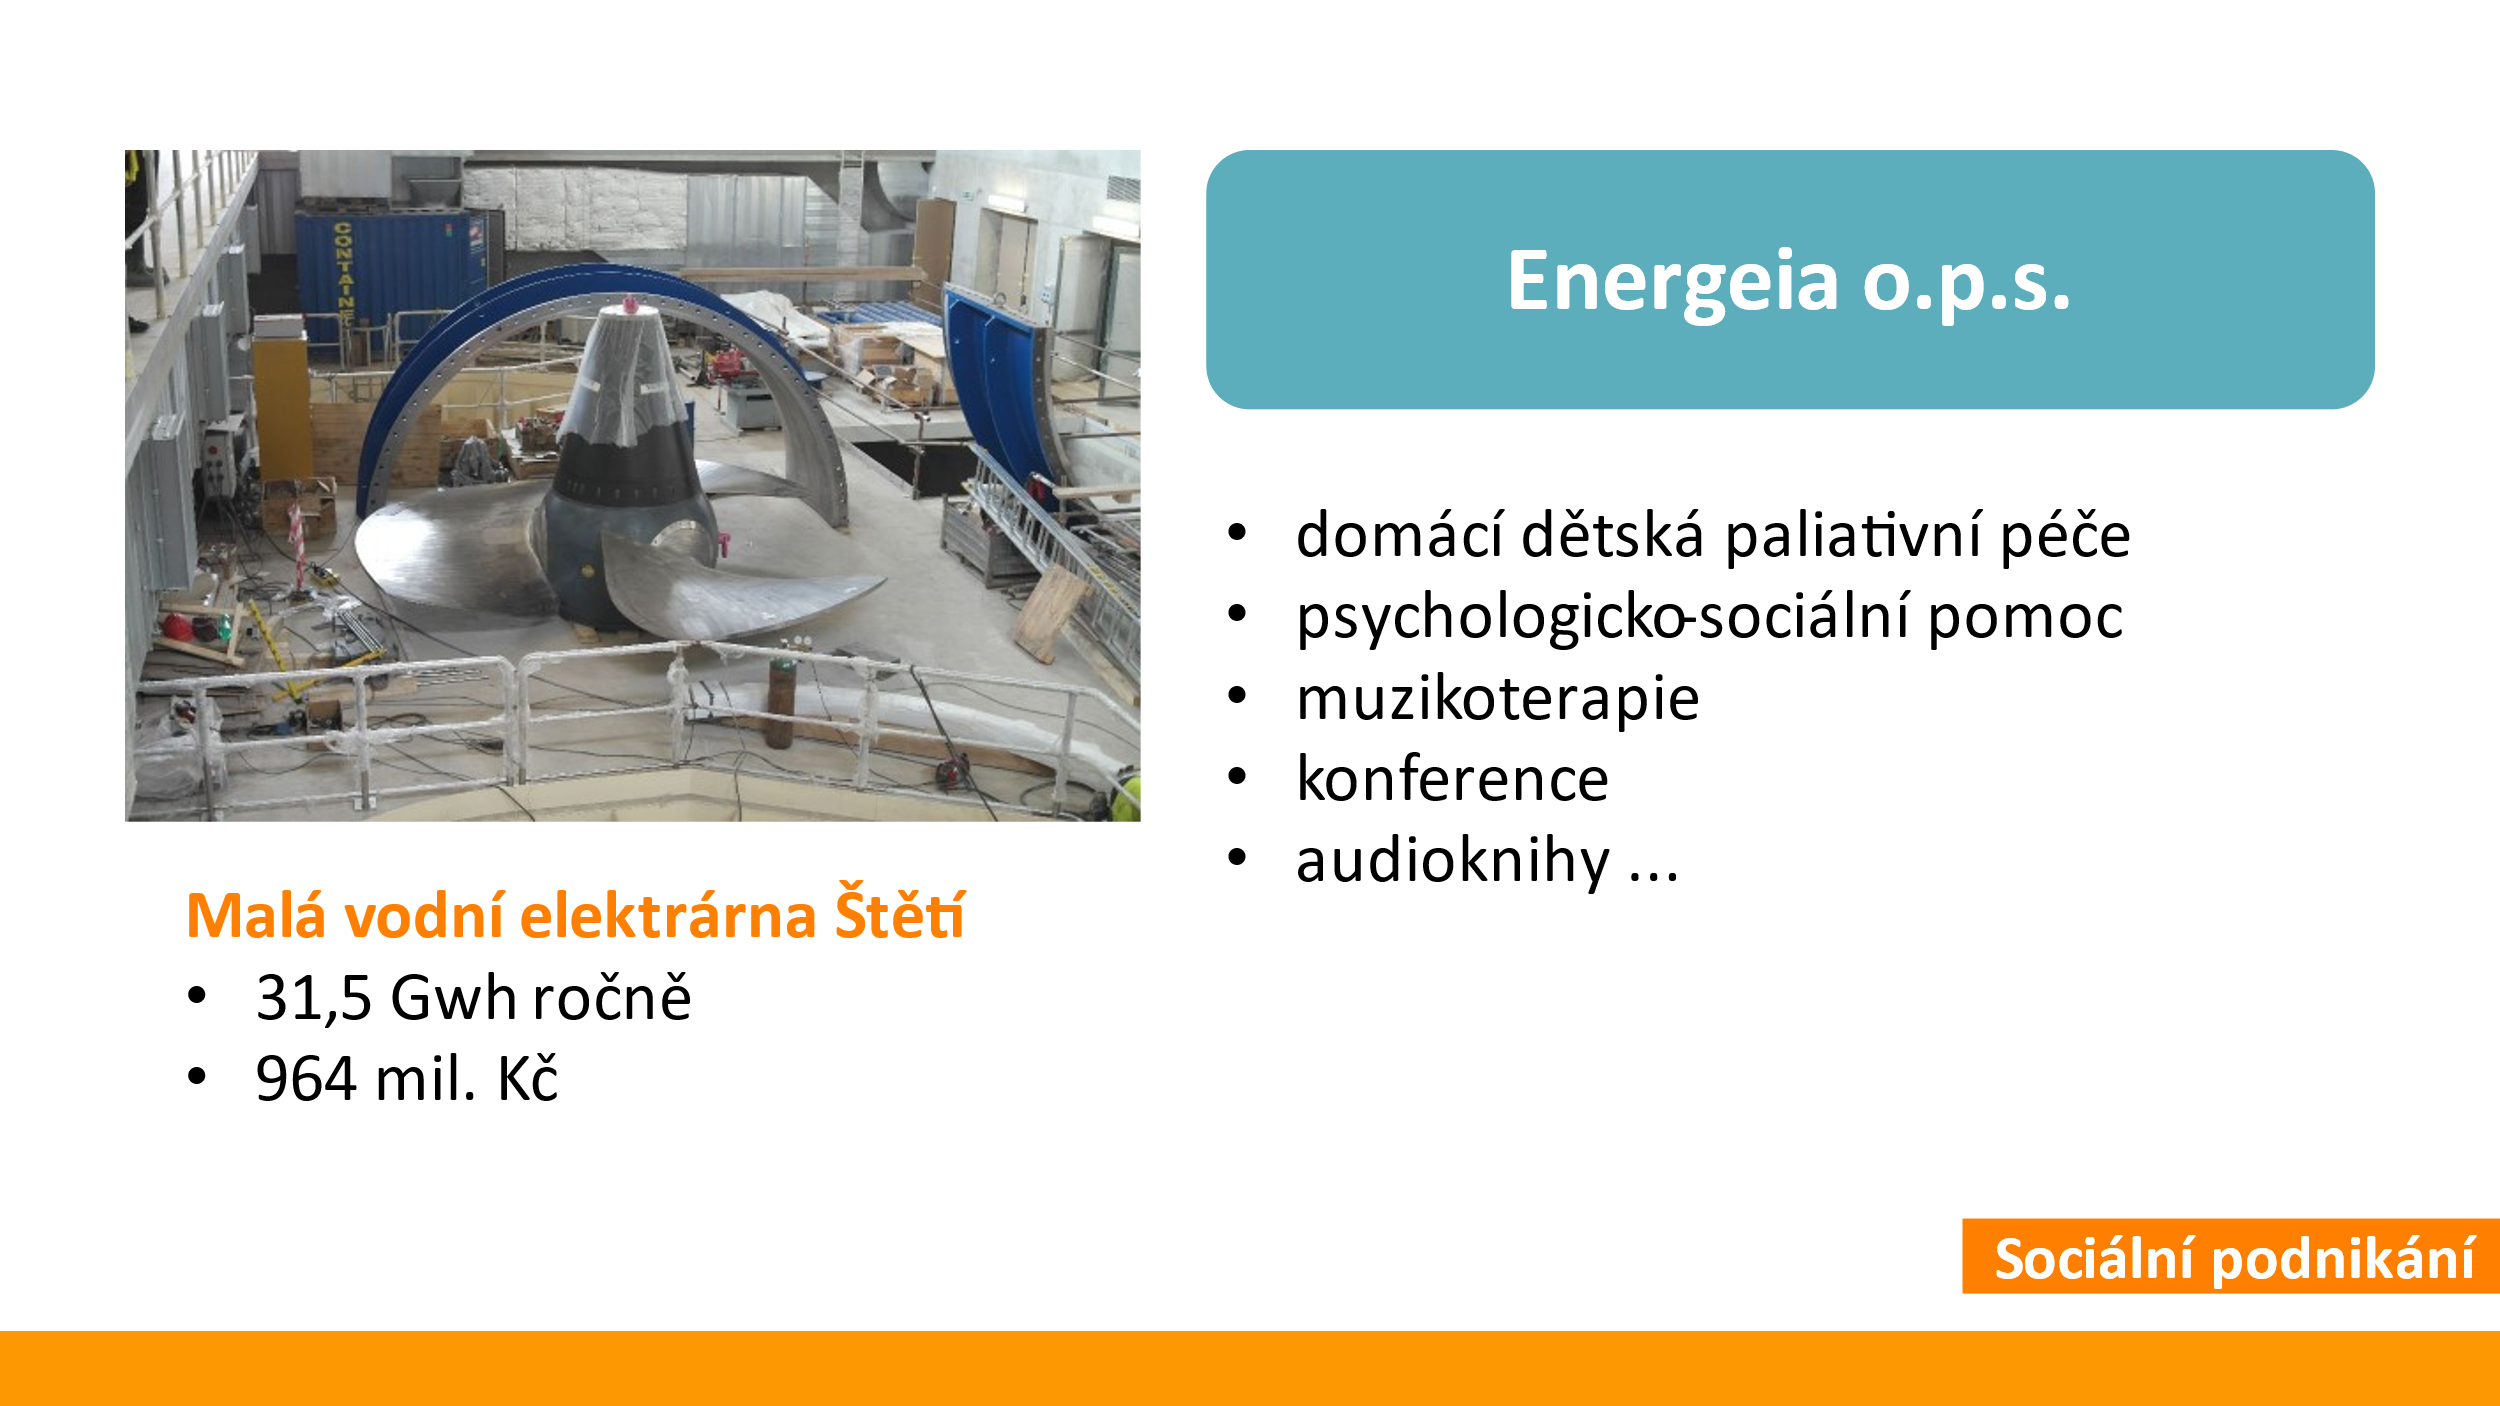 CONTAINEX
Malá vodní elektrárna Štětí
• 31,5 Gwh ročně
• 964 mil. Kč
Energeia o.p.s.
• domácí dětská paliativní péče
• psychologicko-sociální pomoc
• muzikoterapie
• konference
• audioknihy ...
Sociální podnikání